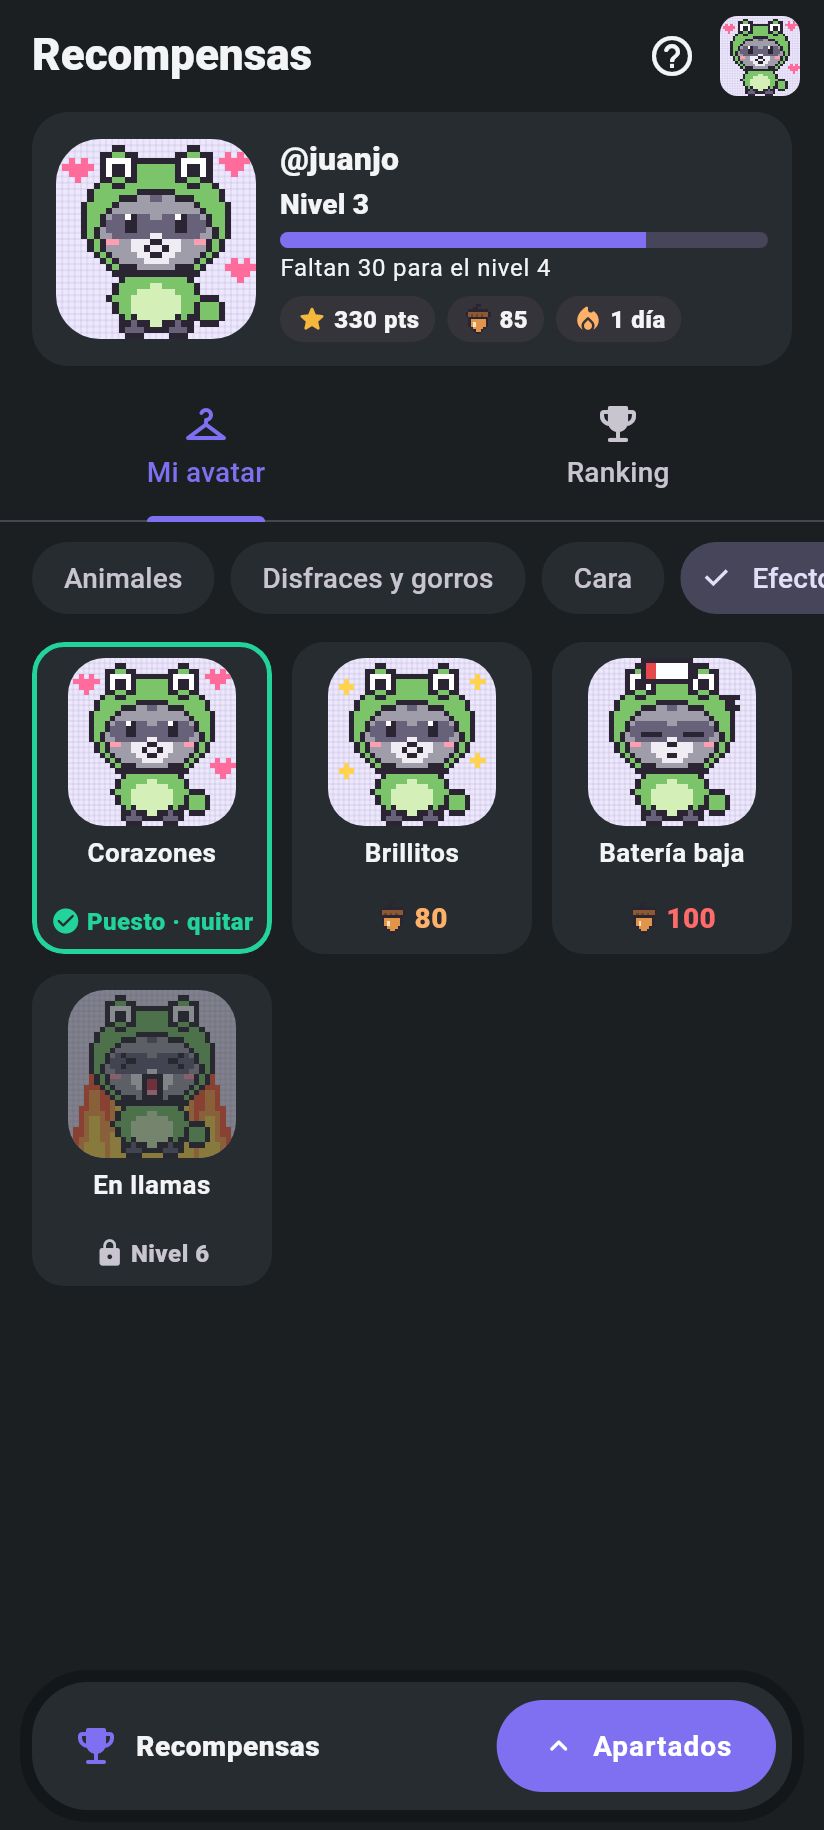 Recompensas
@juanjo
Nivel 3
Faltan 30 para el nivel 4
330 pts
85
1 día
Mi avatar
Ranking
Animales
Disfraces y gorros
Cara
Efecto
Corazones
Brillitos
Batería baja
Puesto · quitar
80
100
En llamas
Nivel 6
Recompensas
Apartados